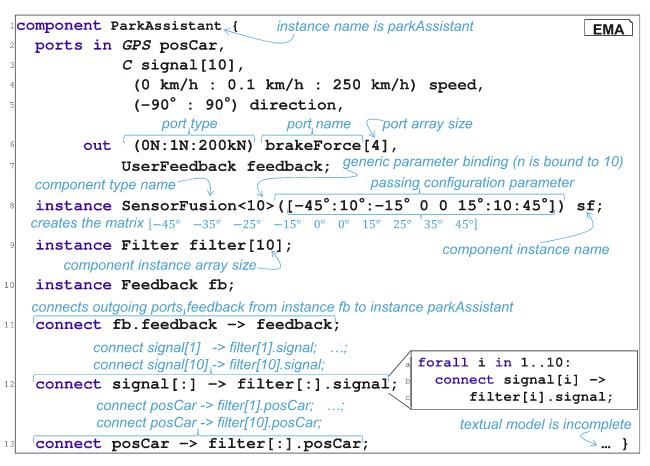 1 component ParkAssistant { instance name is parkAssistant EMA
2 ports in GPS posCar,
3 C signal[10],
4 (0 km/h : 0.1 km/h : 250 km/h) speed,
5 (−90° : 90°) direction,
port type port name port array size
6 out (0N:1N:200kN) brakeForce[4],
7 UserFeedback feedback; generic parameter binding (n is bound to 10)
component type name passing configuration parameter
8 instance SensorFusion<10>([−45°:10°:−15° 0 0 15°:10:45°]) sf;
creates the matrix [−45° −35° −25° −15° 0° 0° 15° 25° 35° 45°]
9 instance Filter filter[10]; component instance name
component instance array size
10 instance Feedback fb;
connects outgoing ports feedback from instance fb to instance parkAssistant
11 connect fb.feedback −> feedback;
connect signal[1] -> filter[1].signal; …;
connect signal[10] -> filter[10].signal;
12 connect signal[:] −> filter[:].signal;
a forall i in 1..10:
b connect signal[i] −>
c filter[i].signal;
connect posCar -> filter[1].posCar; …;
connect posCar -> filter[10].posCar;
textual model is incomplete
13 connect posCar −> filter[:].posCar; … }